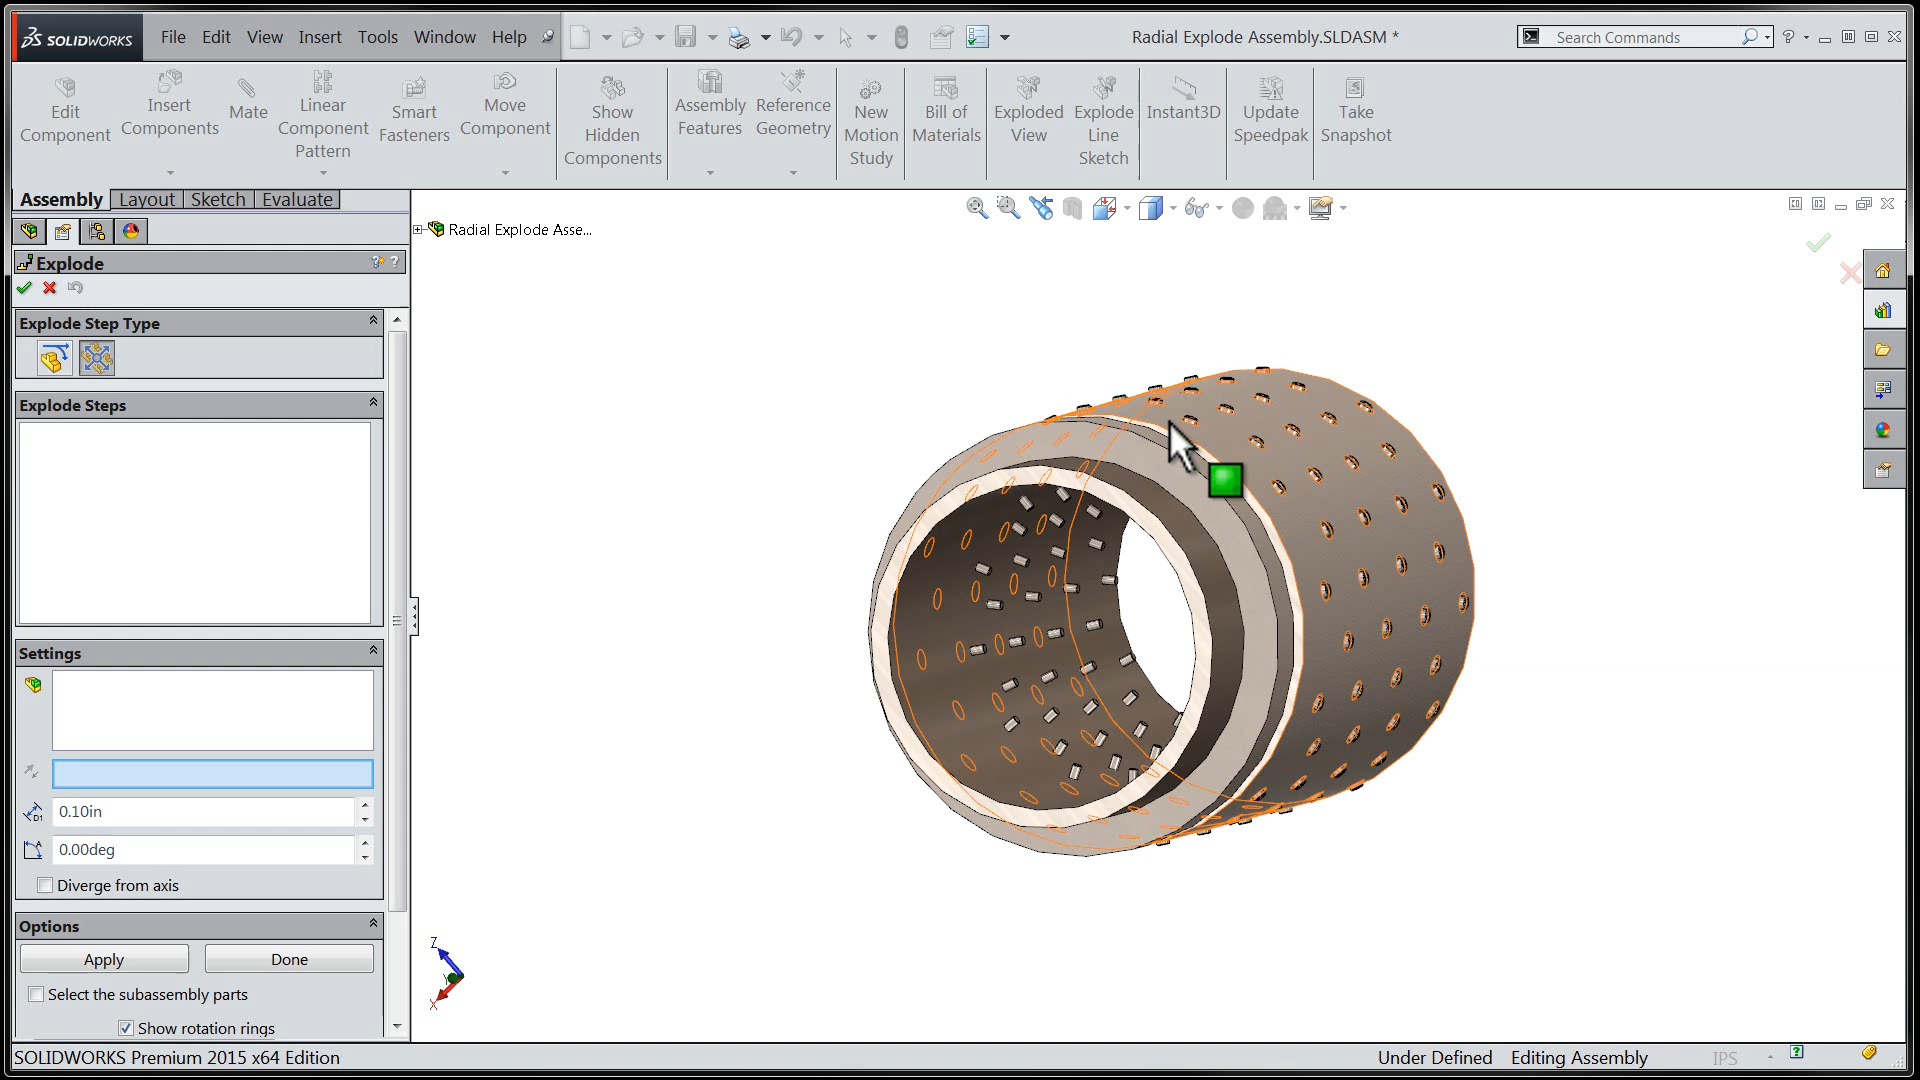 SOLIDWORKS File Edit View Insert Tools Window Help Radial Explode Assembly.SLDASM * Search Commands ?
Edit Component
Insert Components
Mate
Linear Component Pattern
Smart Fasteners
Move Component
Show Hidden Components
Assembly Features
Reference Geometry
New Motion Study
Bill of Materials
Exploded View
Explode Line Sketch
Instant3D
Update Speedpak
Take Snapshot
Assembly Layout Sketch Evaluate
Radial Explode Asse...
Explode
Explode Step Type
Explode Steps
Settings
D1 0.10in
A 0.00deg
Diverge from axis
Options
Apply Done
Select the subassembly parts
Show rotation rings
Z
Y
X
SOLIDWORKS Premium 2015 x64 Edition Under Defined Editing Assembly IPS ?